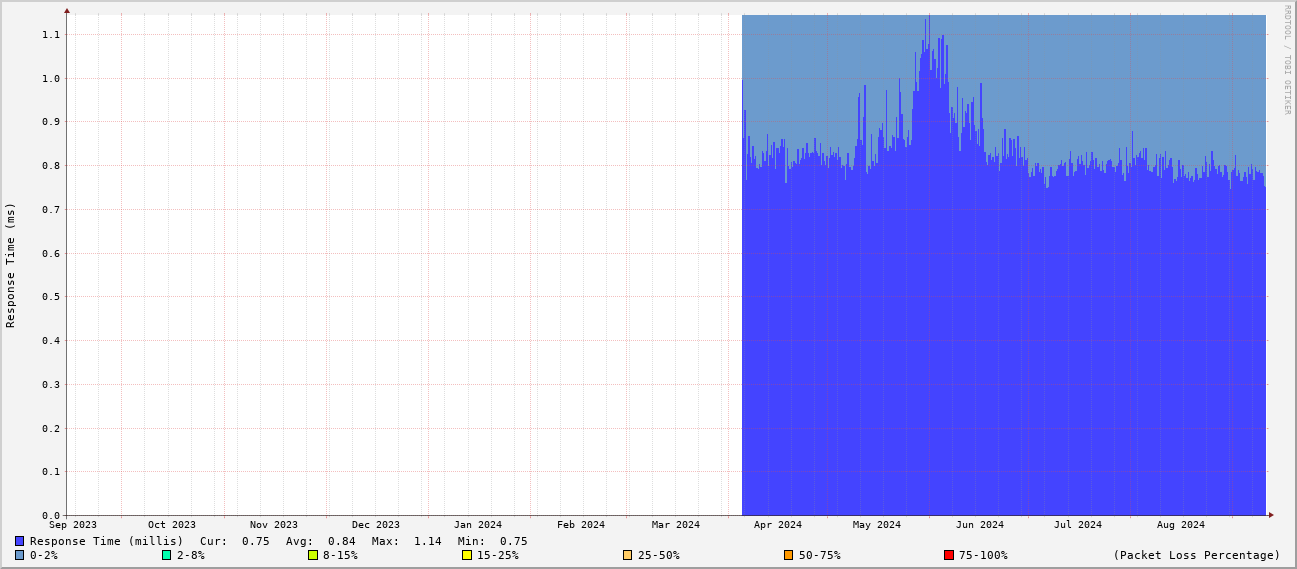 RRDTOOL / TOBI OETIKER
Response Time (ms)
1.1
1.0
0.9
0.8
0.7
0.6
0.5
0.4
0.3
0.2
0.1
0.0
Sep 2023 Oct 2023 Nov 2023 Dec 2023 Jan 2024 Feb 2024 Mar 2024 Apr 2024 May 2024 Jun 2024 Jul 2024 Aug 2024
Response Time (millis) Cur: 0.75 Avg: 0.84 Max: 1.14 Min: 0.75
0-2% 2-8% 8-15% 15-25% 25-50% 50-75% 75-100% (Packet Loss Percentage)